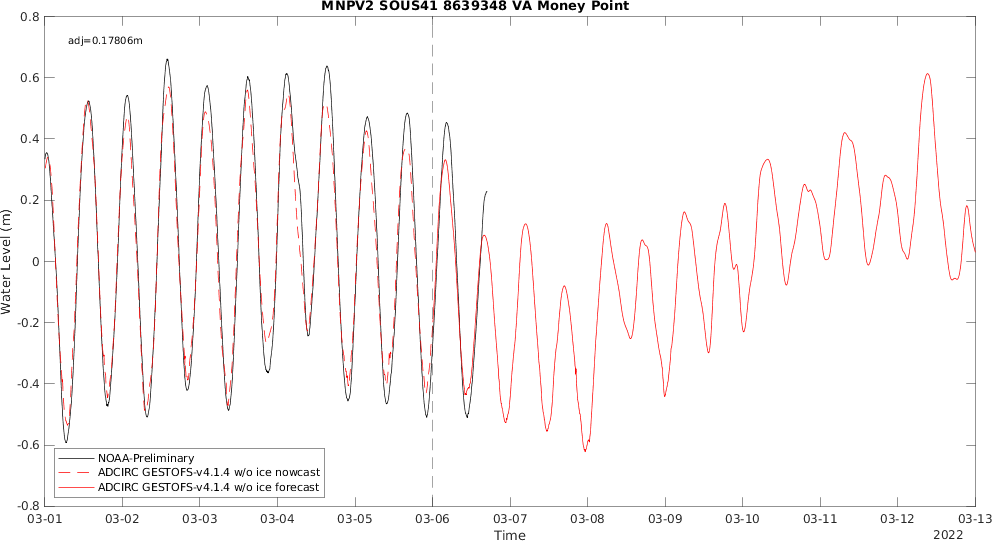 MNPV2 SOUS41 8639348 VA Money Point
adj=0.17806m
0.8
0.6
0.4
0.2
0
-0.2
-0.4
-0.6
-0.8
Water Level (m)
NOAA-Preliminary
ADCIRC GESTOFS-v4.1.4 w/o ice nowcast
ADCIRC GESTOFS-v4.1.4 w/o ice forecast
03-01 03-02 03-03 03-04 03-05 03-06 03-07 03-08 03-09 03-10 03-11 03-12 03-13
Time
2022